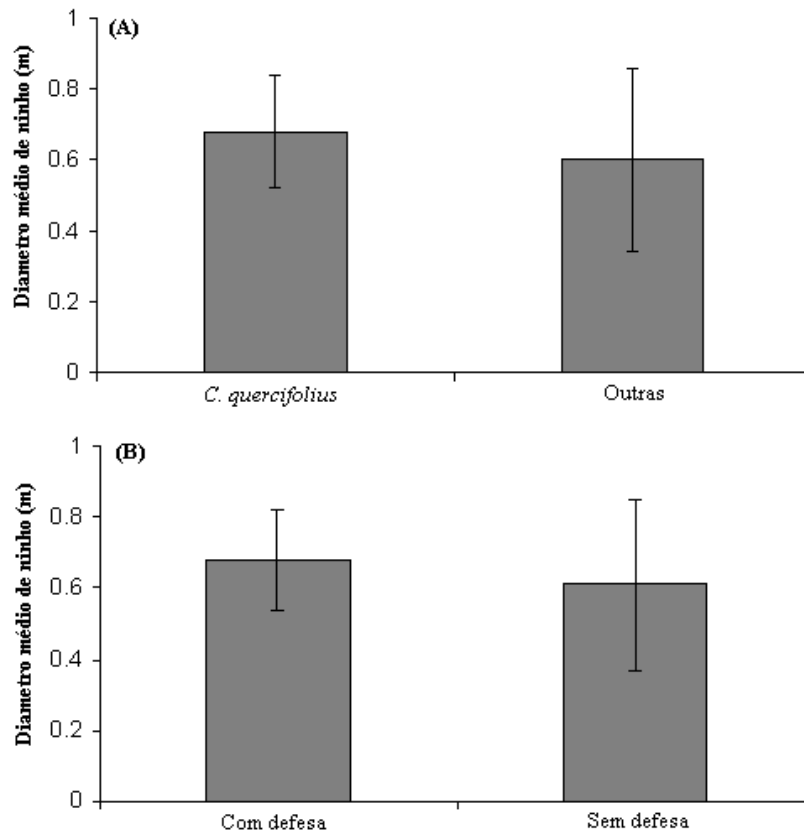 (A)
Diametro médio de ninho (m)
1
0.8
0.6
0.4
0.2
0
C. quercifolius
Outras
(B)
Diametro médio de ninho (m)
1
0.8
0.6
0.4
0.2
0
Com defesa
Sem defesa